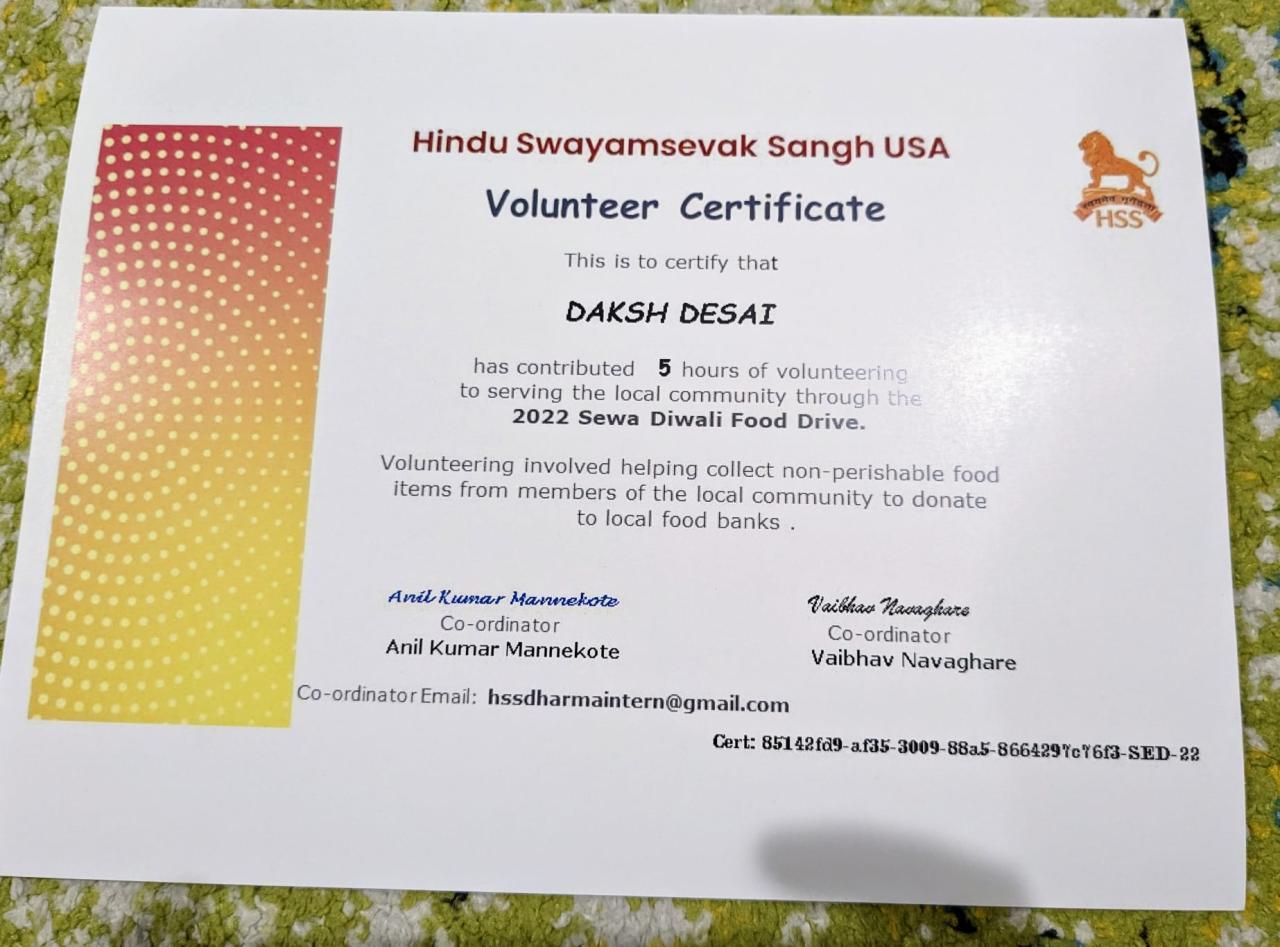 Hindu Swayamsevak Sangh USA
Volunteer Certificate
HSS
This is to certify that
DAKSH DESAI
has contributed 5 hours of volunteering
to serving the local community through the
2022 Sewa Diwali Food Drive.
Volunteering involved helping collect non-perishable food
items from members of the local community to donate
to local food banks .
Anil Kumar Mannekote
Co-ordinator
Anil Kumar Mannekote
Vaibhav Navaghare
Co-ordinator
Vaibhav Navaghare
Co-ordinator Email: hssdharmaintern@gmail.com
Cert: 85142fd9-af35-3009-88a5-8664297c76f3-SED-22